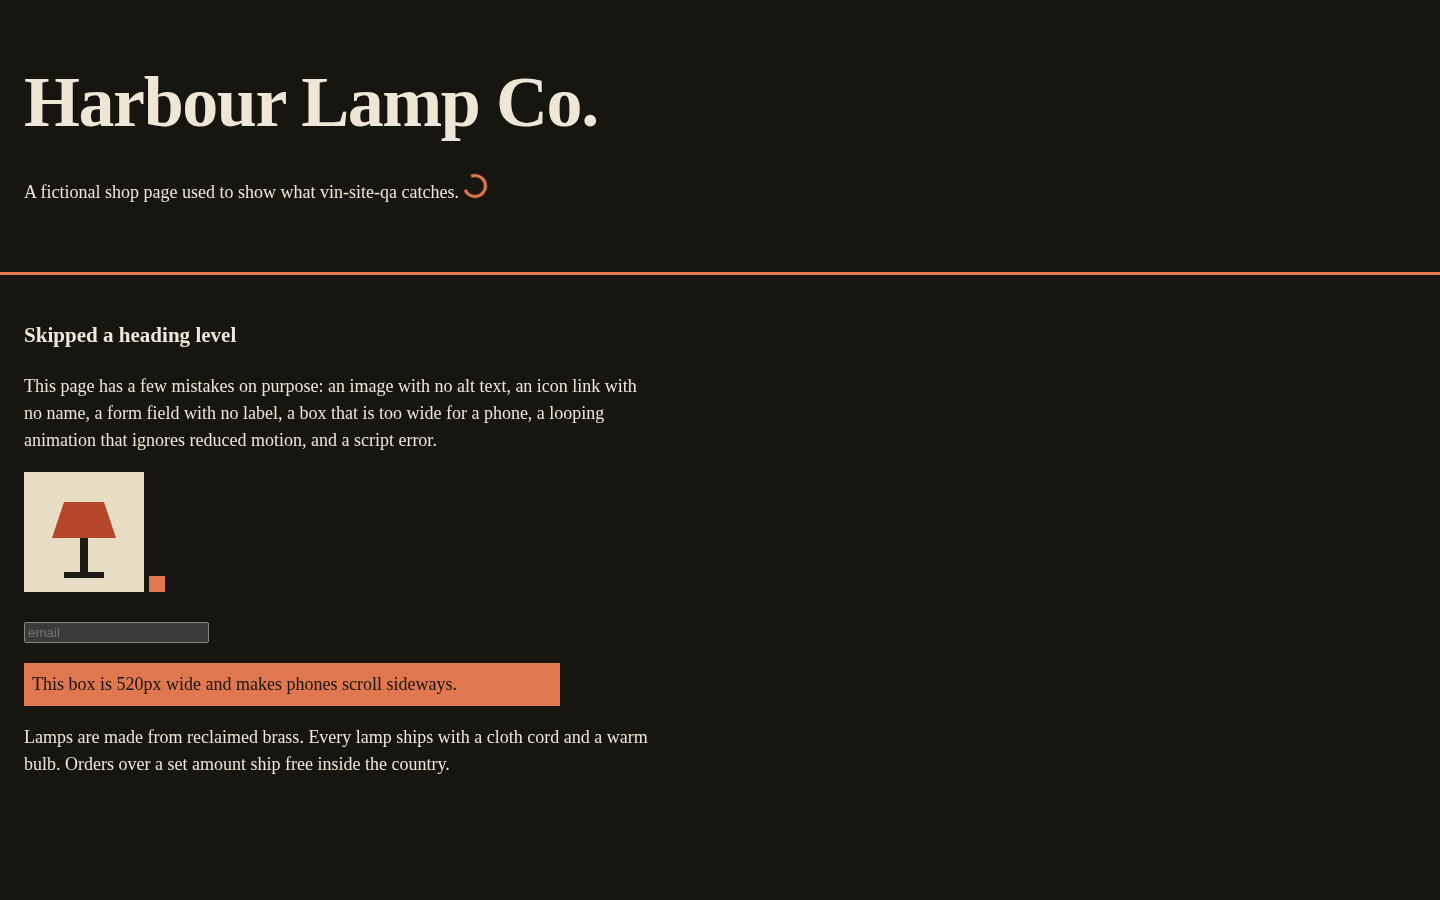 Harbour Lamp Co.
A fictional shop page used to show what vin-site-qa catches.
Skipped a heading level
This page has a few mistakes on purpose: an image with no alt text, an icon link with
no name, a form field with no label, a box that is too wide for a phone, a looping
animation that ignores reduced motion, and a script error.
email
This box is 520px wide and makes phones scroll sideways.
Lamps are made from reclaimed brass. Every lamp ships with a cloth cord and a warm
bulb. Orders over a set amount ship free inside the country.